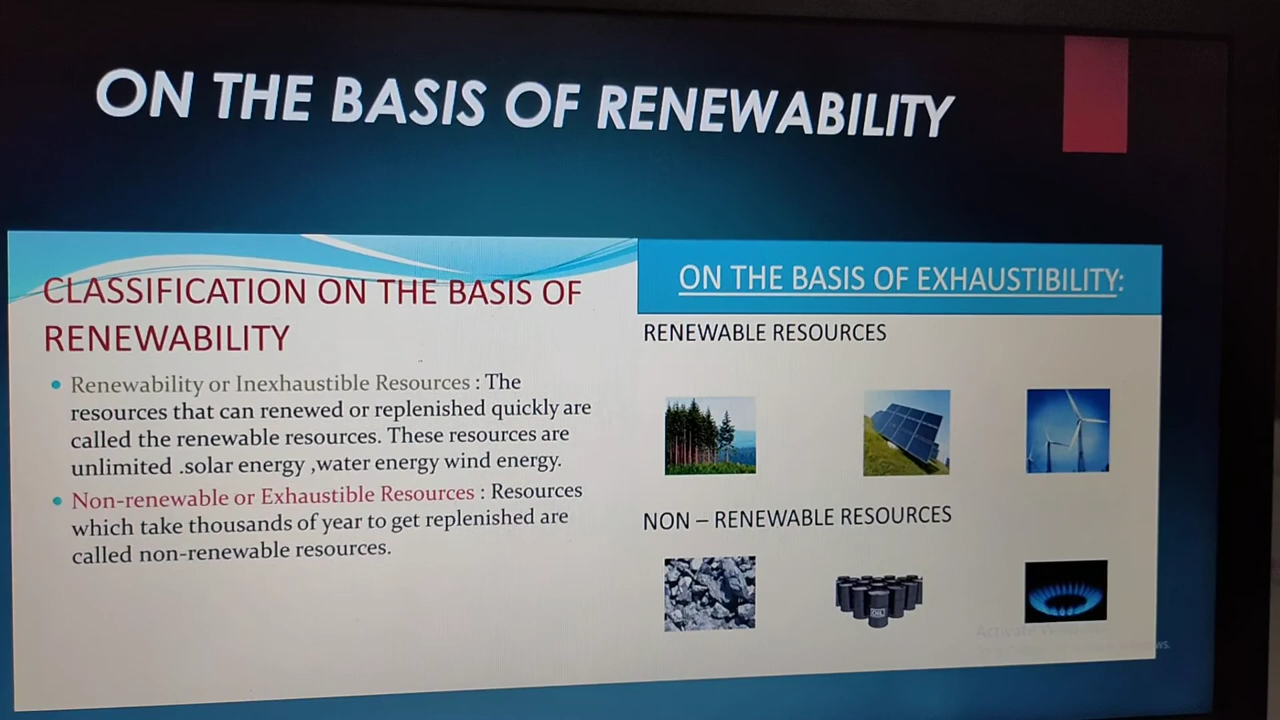 ON THE BASIS OF RENEWABILITY
CLASSIFICATION ON THE BASIS OF
RENEWABILITY
Renewability or Inexhaustible Resources : The
resources that can renewed or replenished quickly are
called the renewable resources. These resources are
unlimited .solar energy ,water energy wind energy.
Non-renewable or Exhaustible Resources : Resources
which take thousands of year to get replenished are
called non-renewable resources.
ON THE BASIS OF EXHAUSTIBILITY:
RENEWABLE RESOURCES
NON – RENEWABLE RESOURCES
OIL
Activate